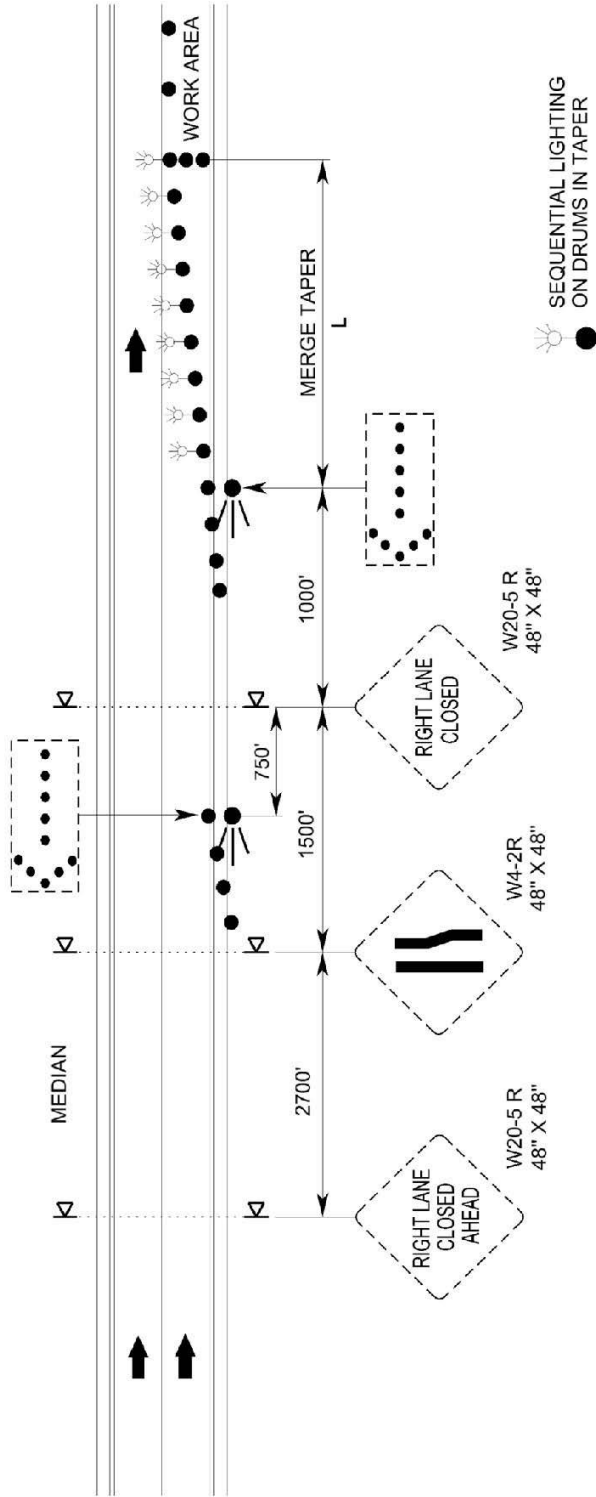 MEDIAN
WORK AREA
2700'
1500'
750'
1000'
MERGE TAPER
L
RIGHT LANE
CLOSED
AHEAD
W20-5 R
48" X 48"
W4-2R
48" X 48"
RIGHT LANE
CLOSED
W20-5 R
48" X 48"
SEQUENTIAL LIGHTING
ON DRUMS IN TAPER